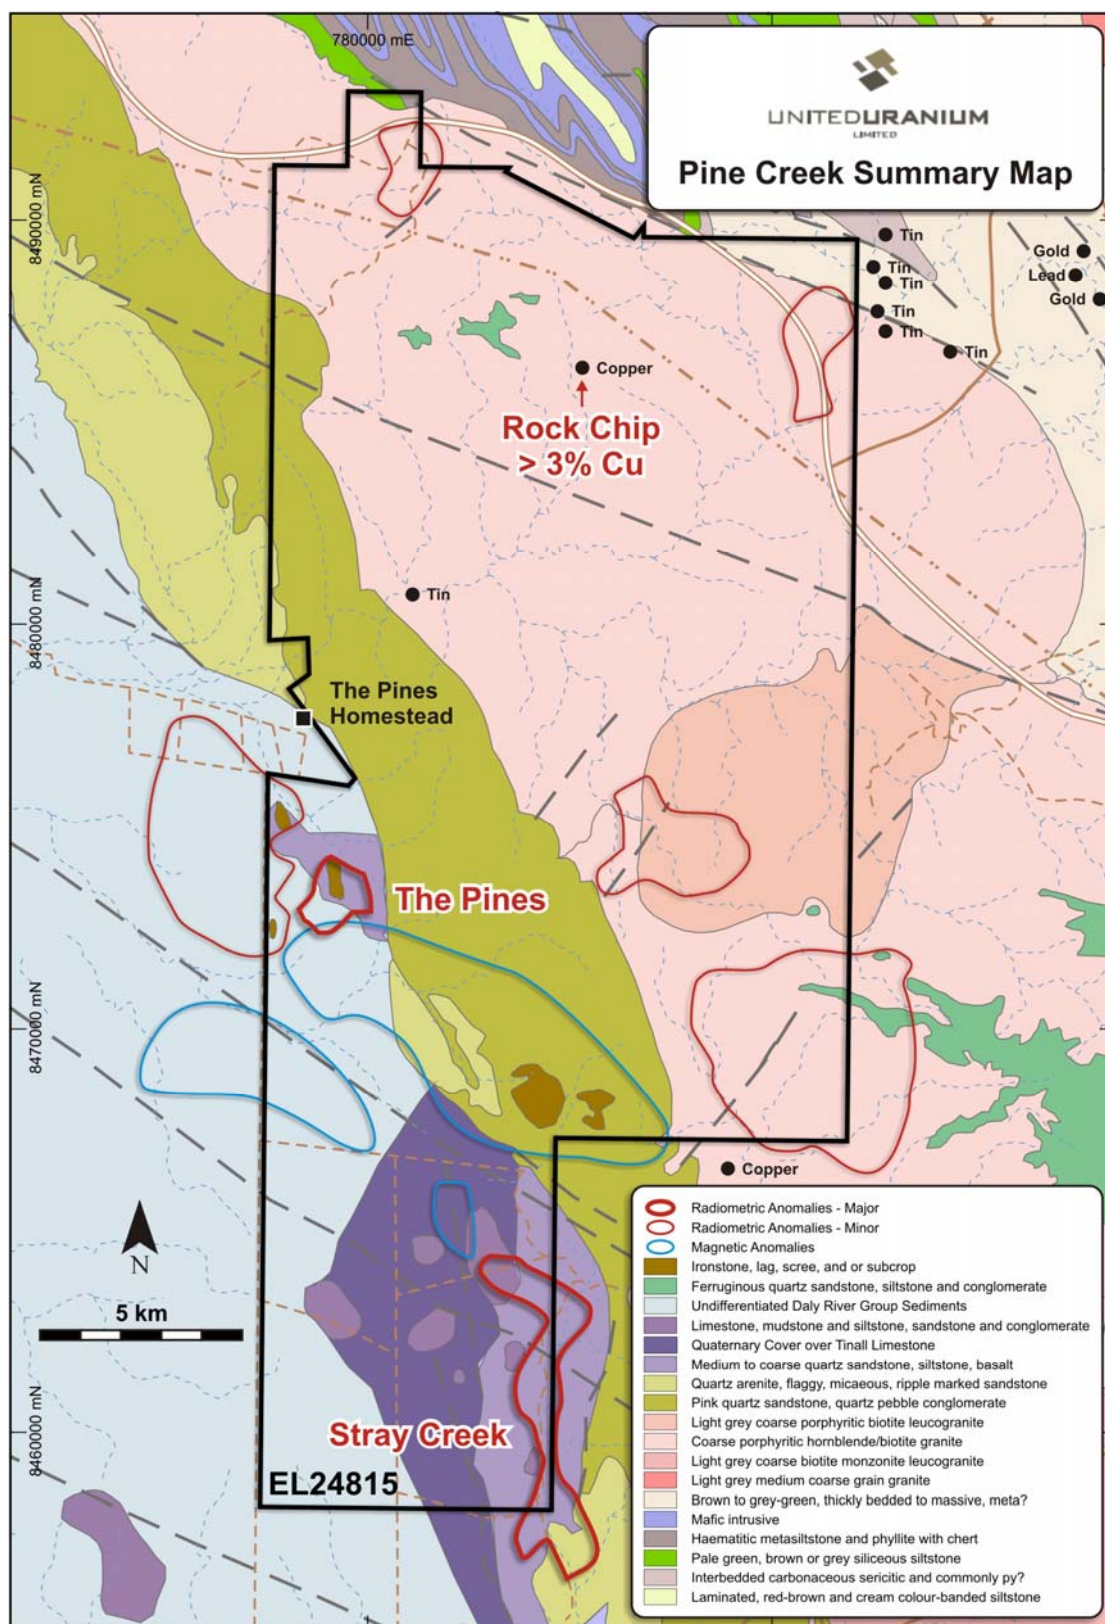 780000 mE
UNITEDURANIUM
LIMITED
Pine Creek Summary Map
8490000 mN
Tin
Tin
Tin
Tin
Tin
Tin
Gold
Lead
Gold
Copper
Rock Chip
> 3% Cu
Tin
8480000 mN
The Pines
Homestead
The Pines
8470000 mN
Copper
N
5 km
Stray Creek
8460000 mN
EL24815
Radiometric Anomalies - Major
Radiometric Anomalies - Minor
Magnetic Anomalies
Ironstone, lag, scree, and or subcrop
Ferruginous quartz sandstone, siltstone and conglomerate
Undifferentiated Daly River Group Sediments
Limestone, mudstone and siltstone, sandstone and conglomerate
Quaternary Cover over Tinall Limestone
Medium to coarse quartz sandstone, siltstone, basalt
Quartz arenite, flaggy, micaeous, ripple marked sandstone
Pink quartz sandstone, quartz pebble conglomerate
Light grey coarse porphyritic biotite leucogranite
Coarse porphyritic hornblende/biotite granite
Light grey coarse biotite monzonite leucogranite
Light grey medium coarse grain granite
Brown to grey-green, thickly bedded to massive, meta?
Mafic intrusive
Haematitic metasiltstone and phyllite with chert
Pale green, brown or grey siliceous siltstone
Interbedded carbonaceous sericitic and commonly py?
Laminated, red-brown and cream colour-banded siltstone